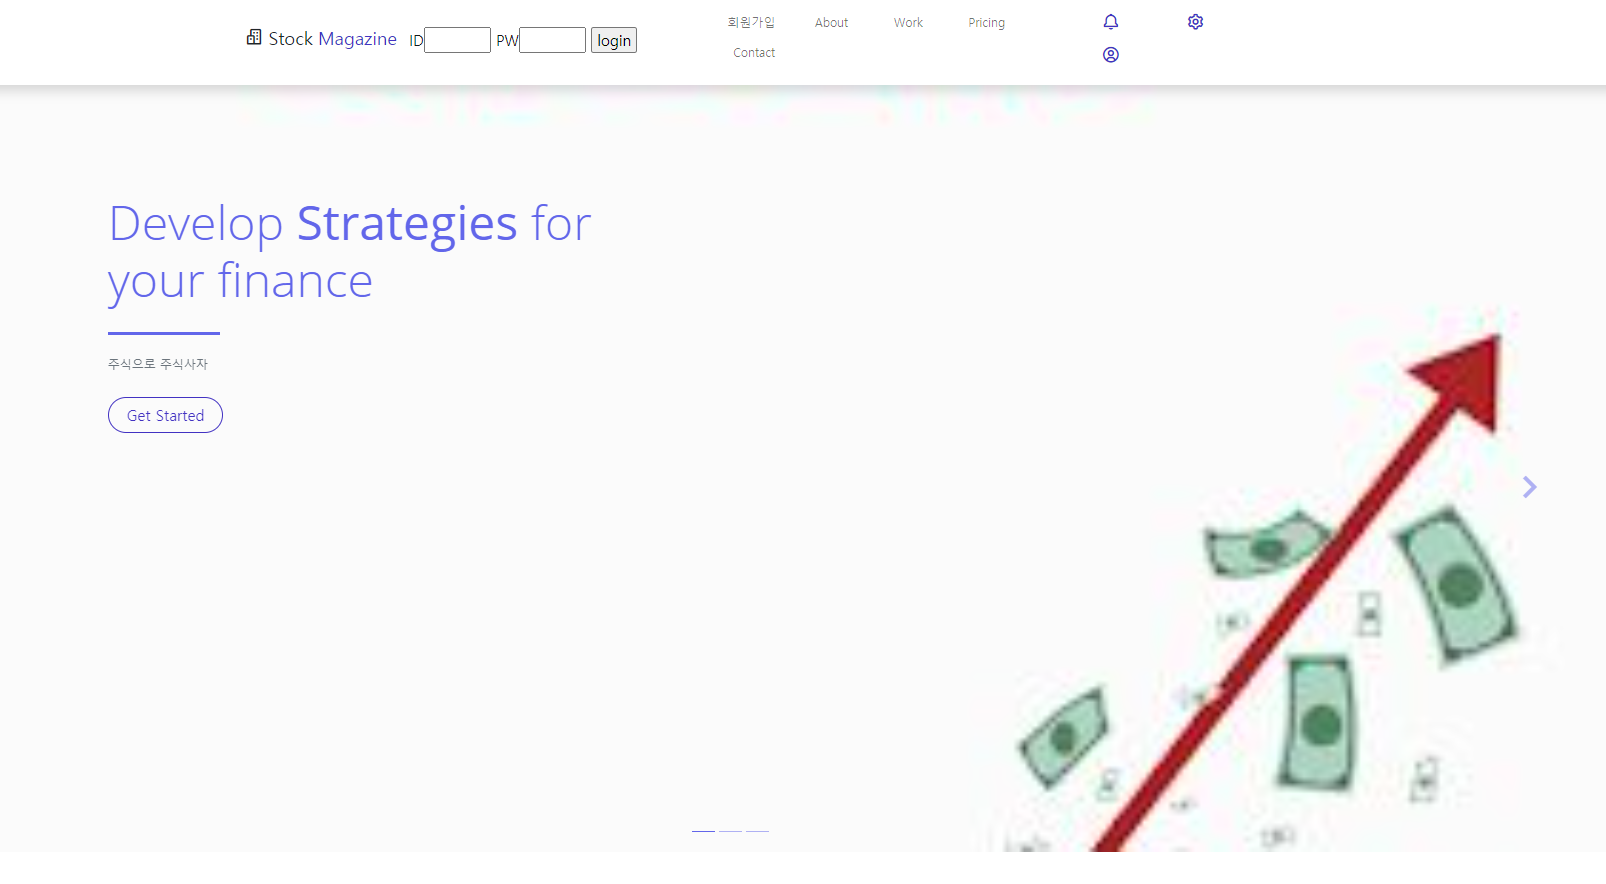 Stock Magazine ID PW login
회원가입 About Work Pricing
Contact
Develop Strategies for
your finance
주식으로 주식사자
Get Started